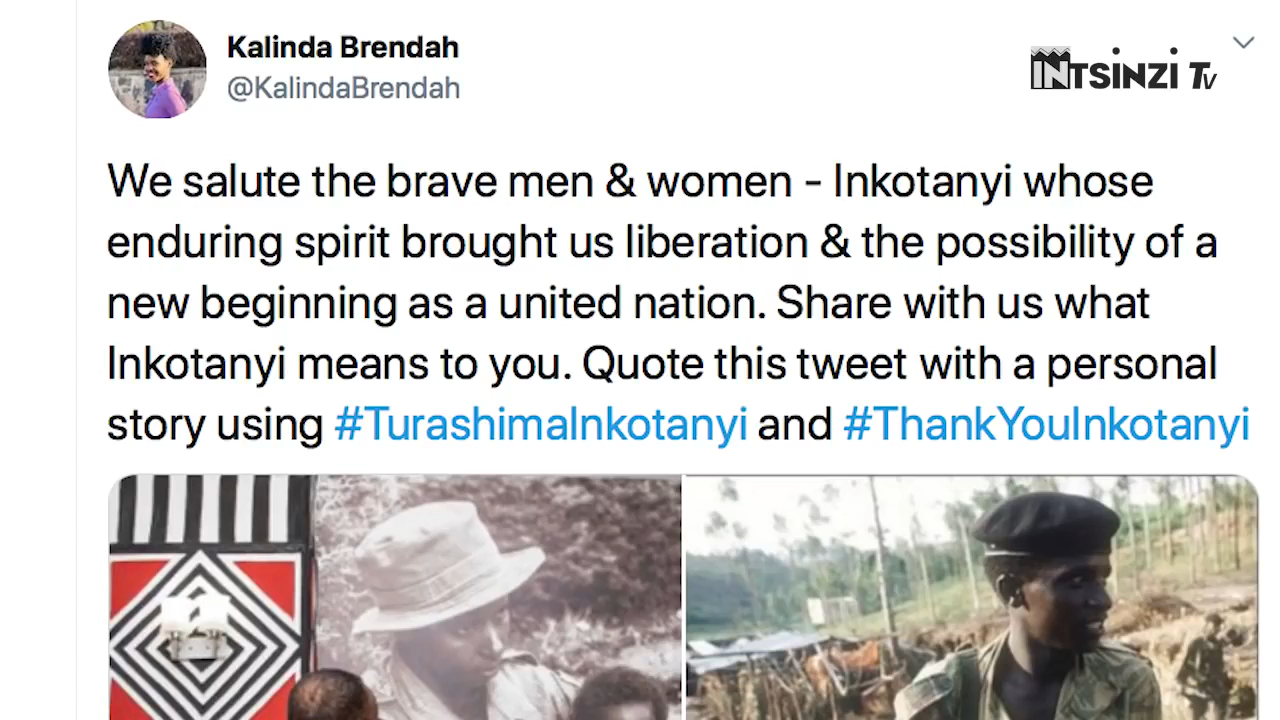 Kalinda Brendah
@KalindaBrendah
INTSINZI TV
We salute the brave men & women - Inkotanyi whose
enduring spirit brought us liberation & the possibility of a
new beginning as a united nation. Share with us what
Inkotanyi means to you. Quote this tweet with a personal
story using #TurashimaInkotanyi and #ThankYouInkotanyi